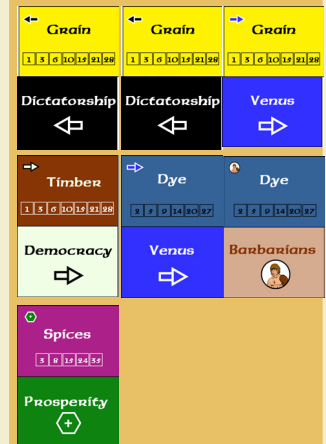 Grain Grain Grain
1 3 6 10 15 21 28 1 3 6 10 15 21 28 1 3 6 10 15 21 28
Dictatorship Dictatorship Venus
Timber Dye Dye
1 3 6 10 15 21 28 2 5 9 14 20 27 2 5 9 14 20 27
Democracy Venus Barbarians
Spices
3 8 15 24 35
Prosperity